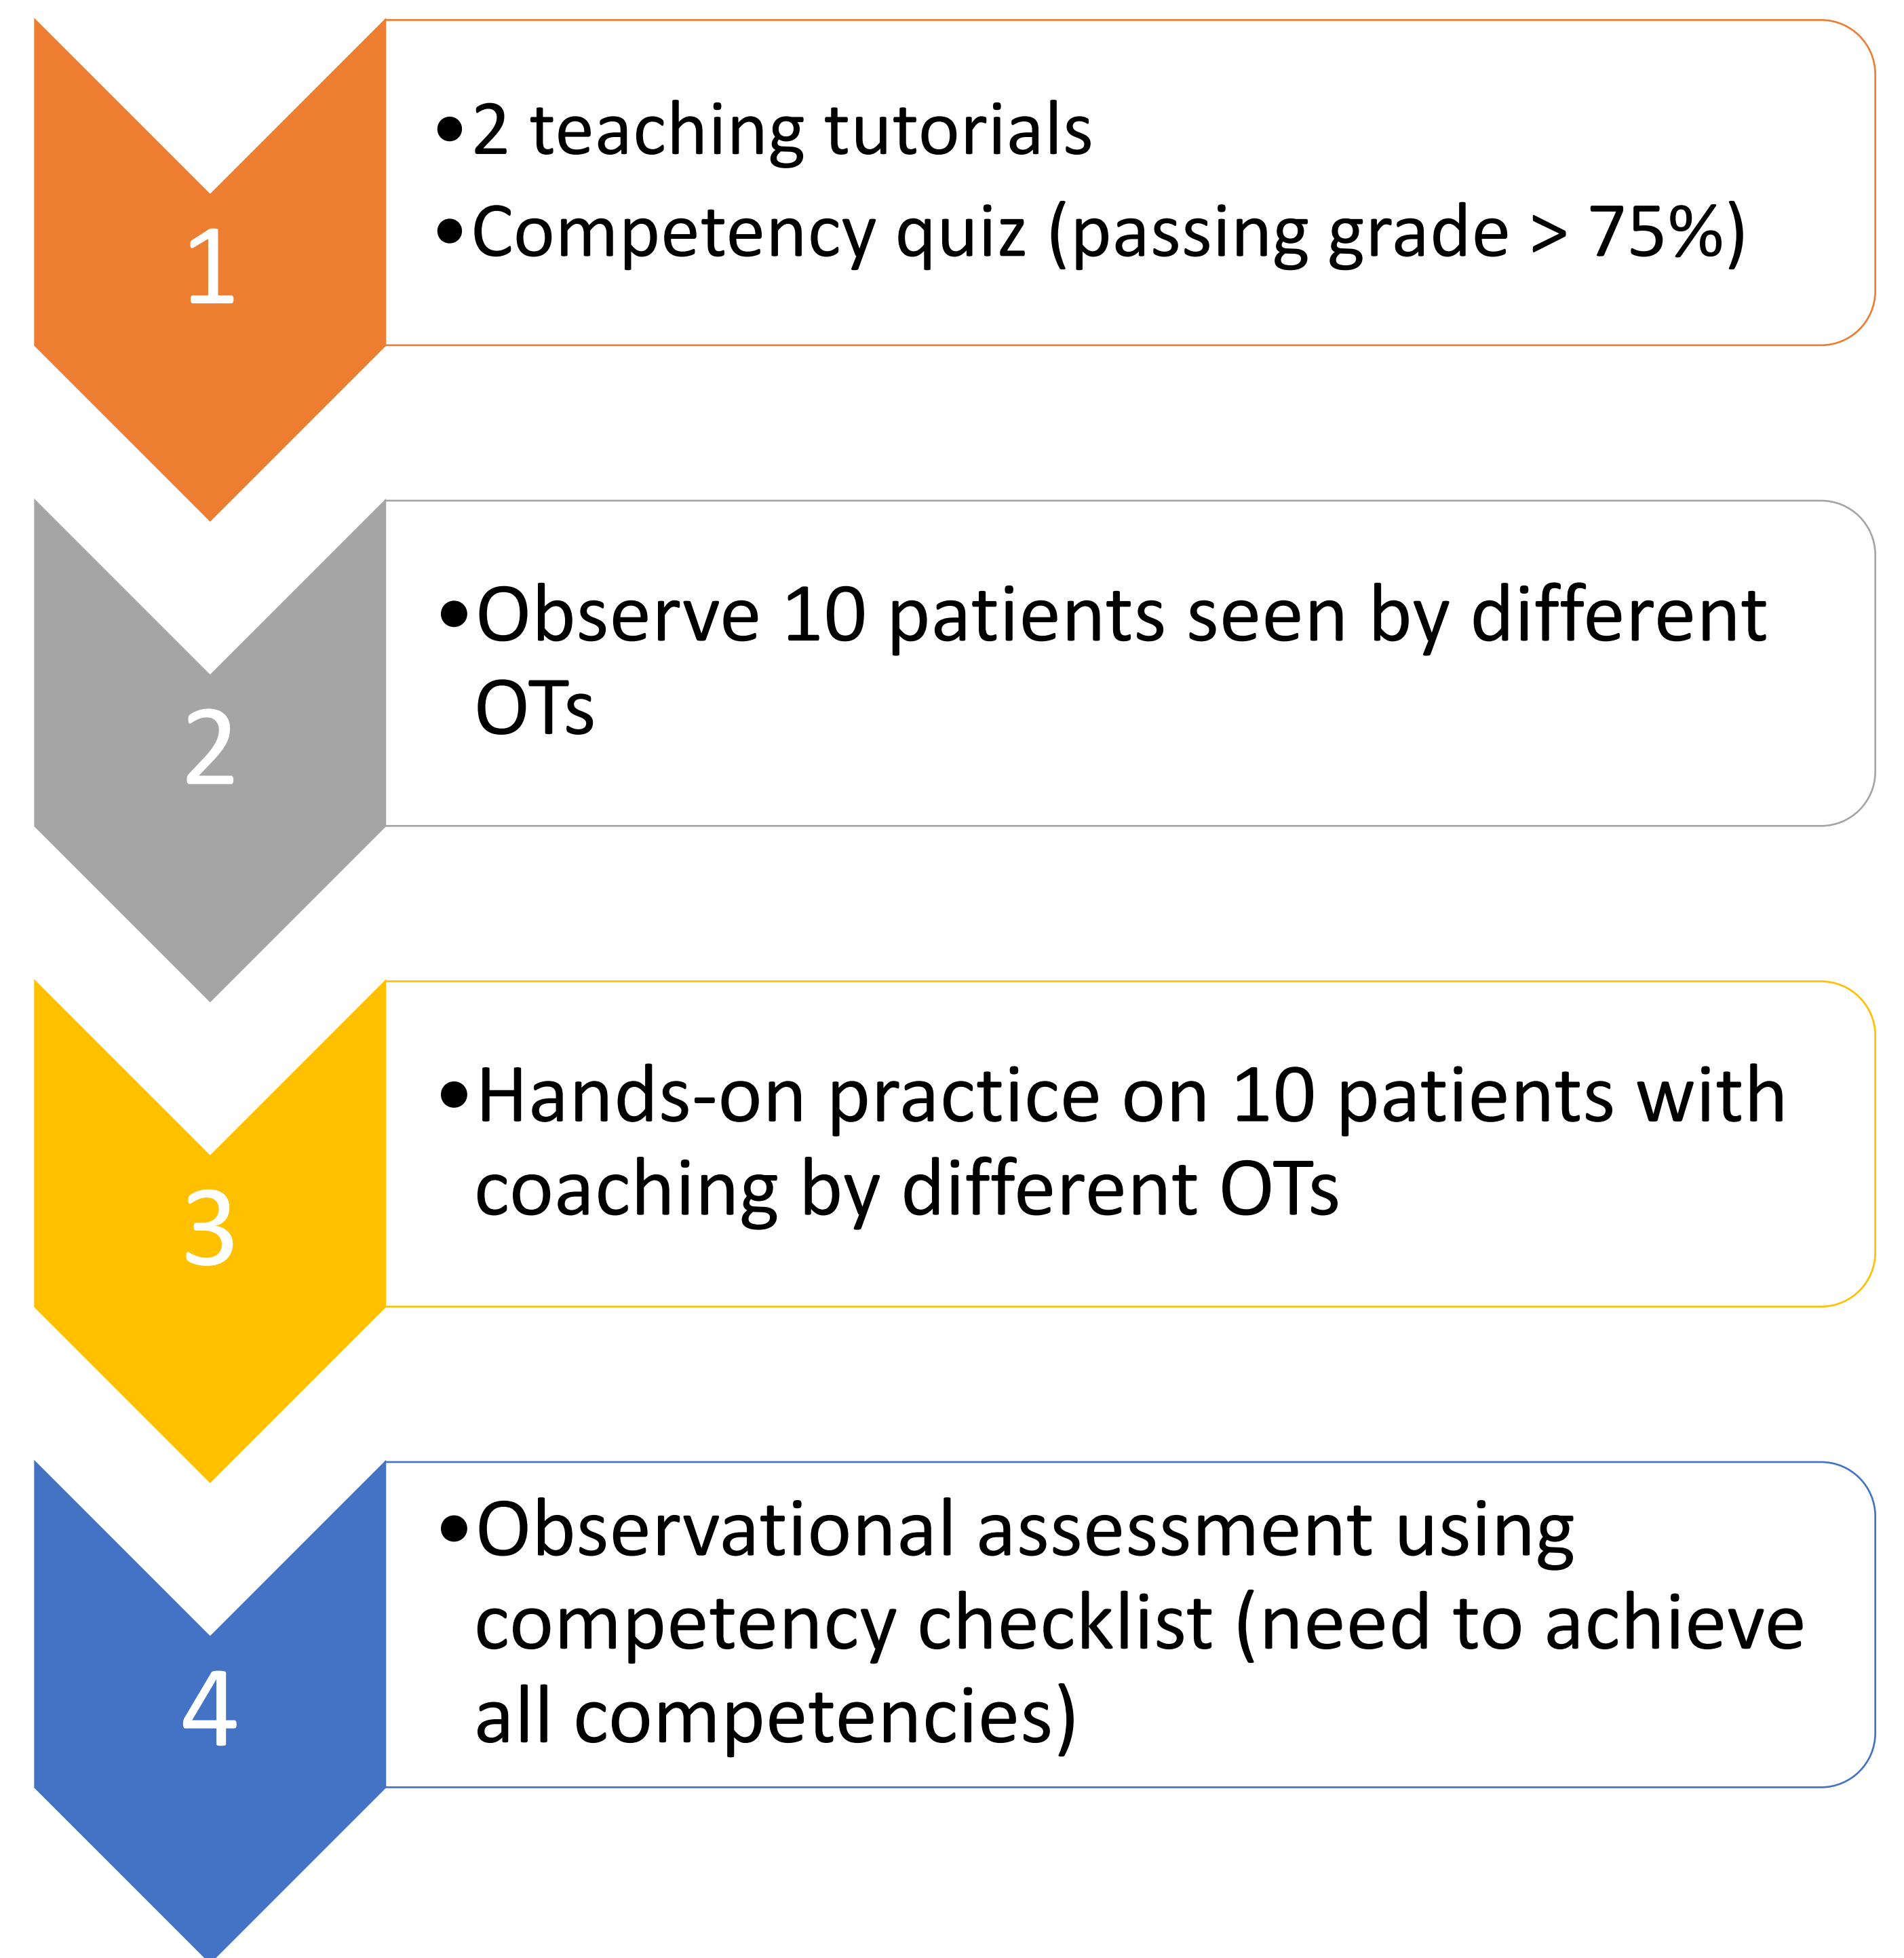 1
•2 teaching tutorials
•Competency quiz (passing grade > 75%)
2
•Observe 10 patients seen by different
OTs
3
•Hands-on practice on 10 patients with
coaching by different OTs
4
•Observational assessment using
competency checklist (need to achieve
all competencies)